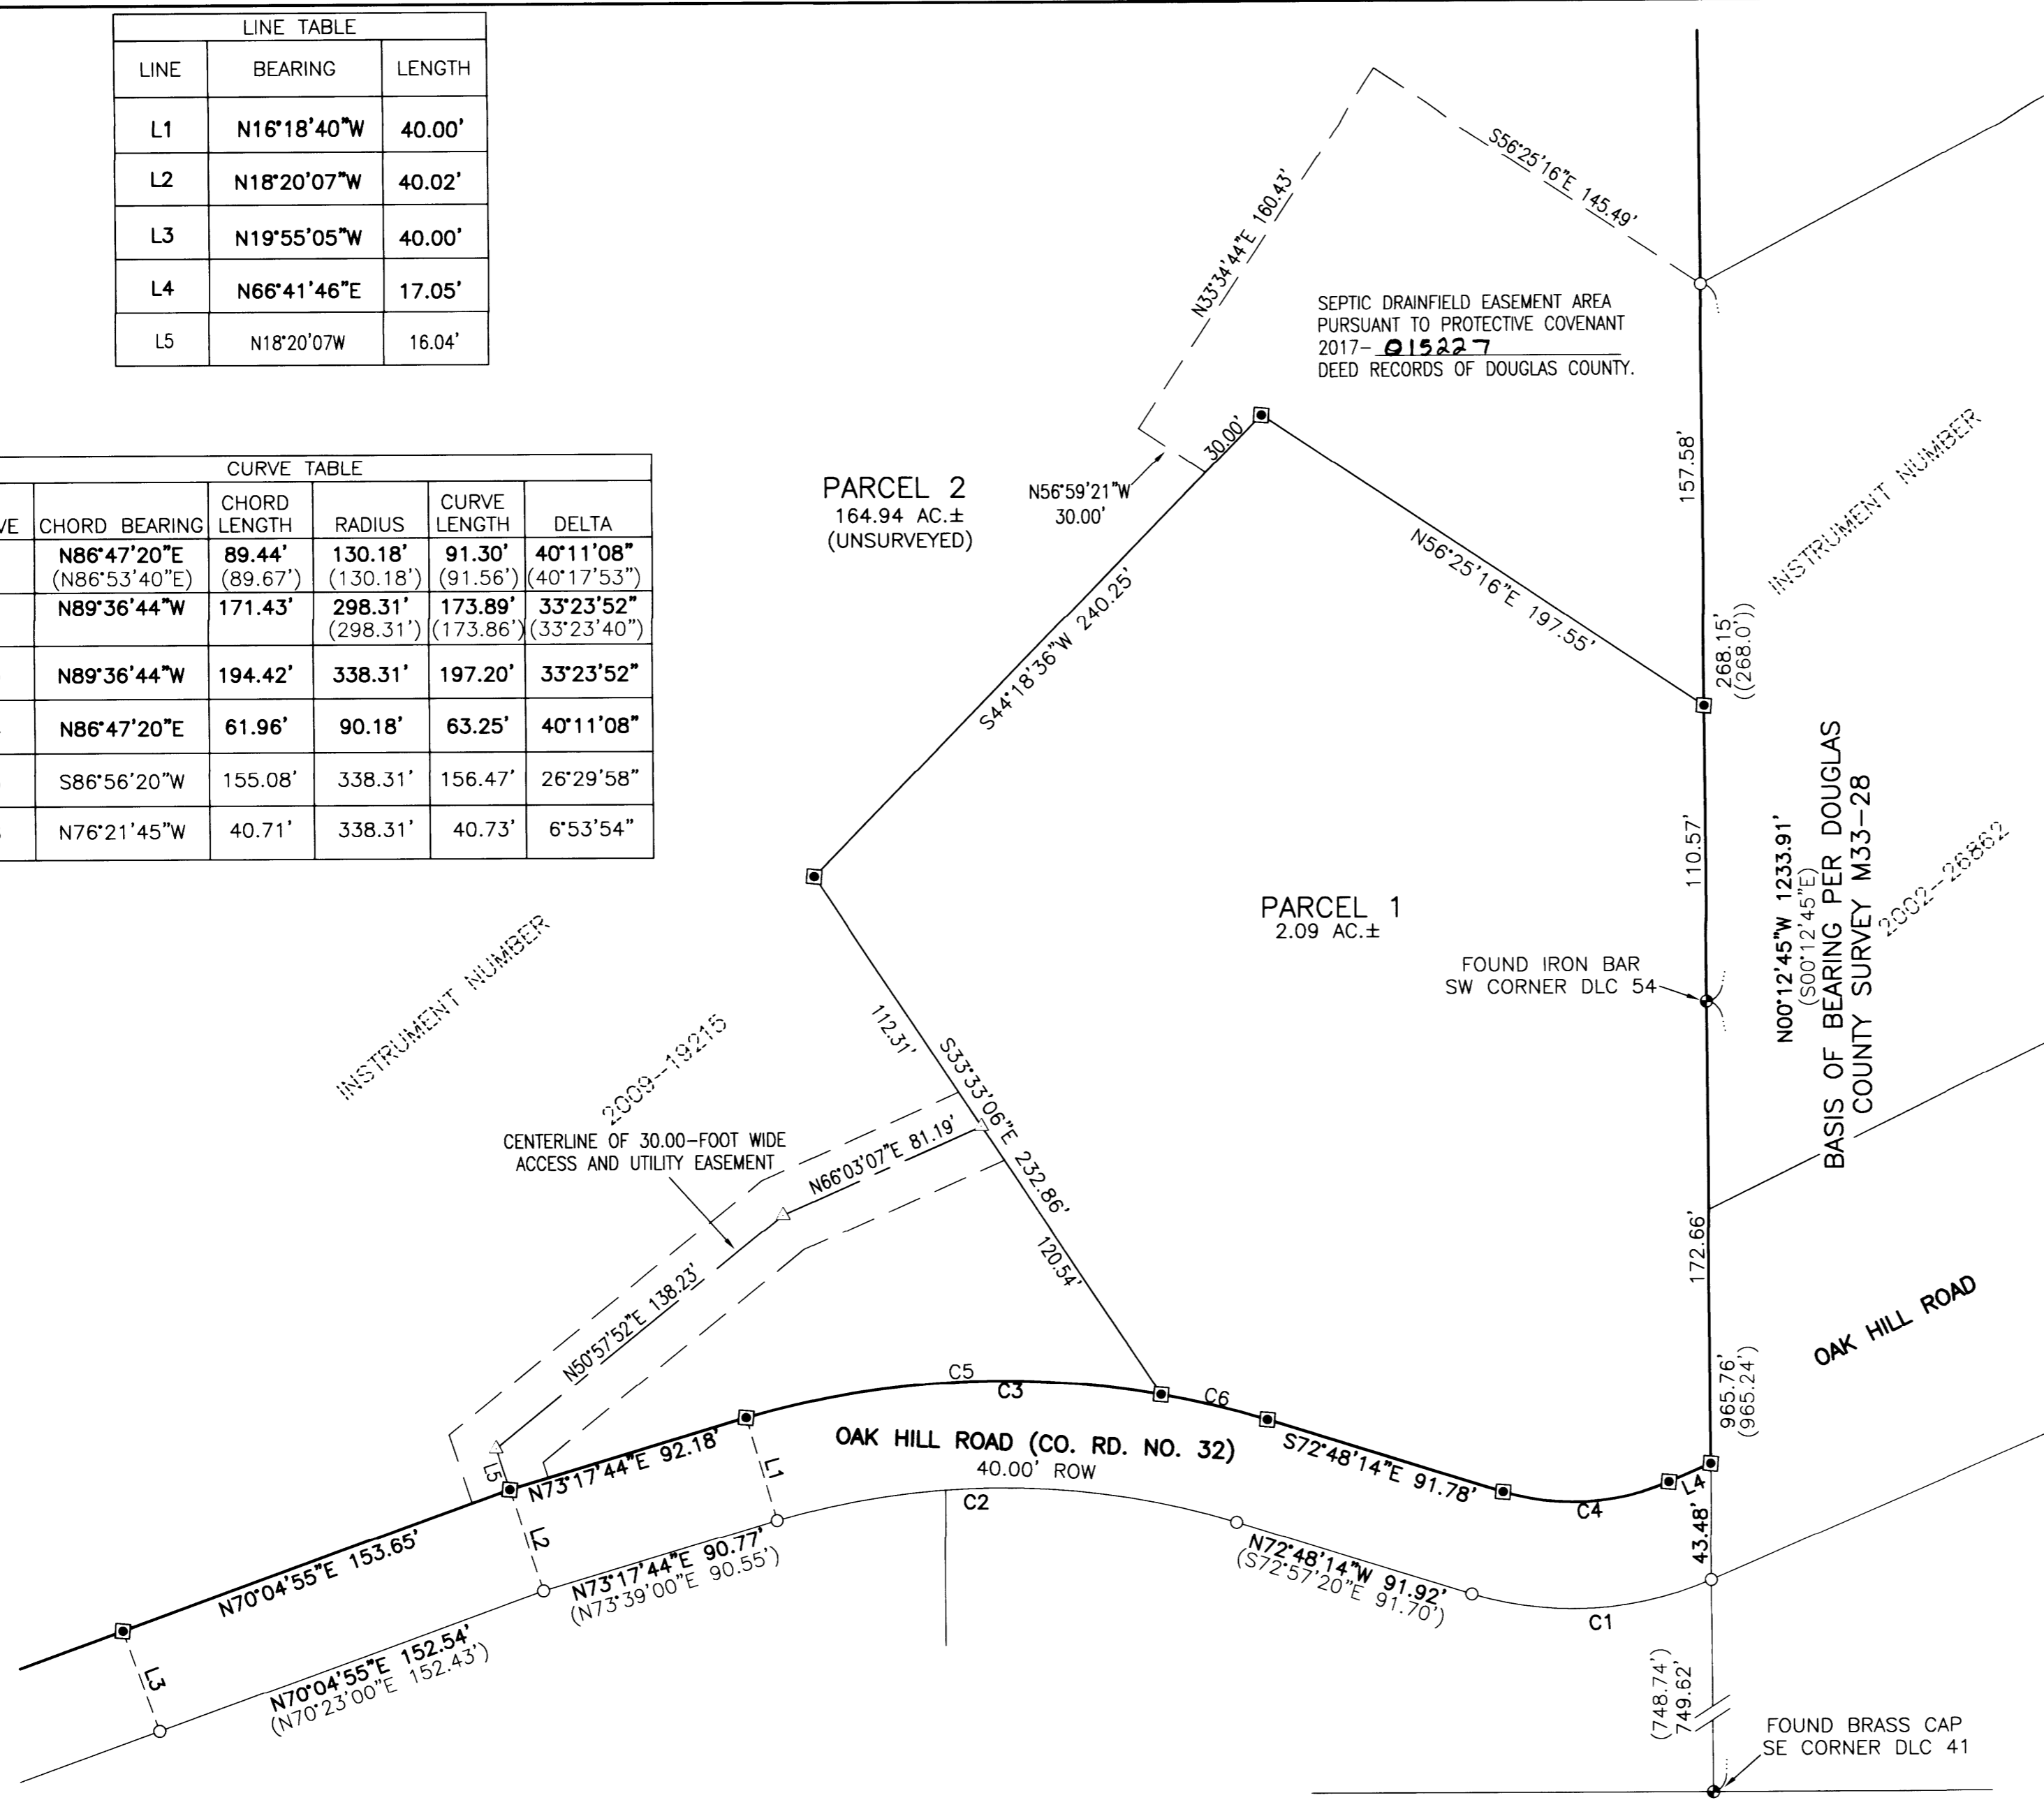 LINE TABLE
LINE BEARING LENGTH
L1 N16°18'40"W 40.00'
L2 N18°20'07"W 40.02'
L3 N19°55'05"W 40.00'
L4 N66°41'46"E 17.05'
L5 N18°20'07W 16.04'
CURVE TABLE
VE CHORD BEARING CHORD LENGTH RADIUS CURVE LENGTH DELTA
N86°47'20"E 89.44' 130.18' 91.30' 40°11'08"
(N86°53'40"E) (89.67') (130.18') (91.56') (40°17'53")
N89°36'44"W 171.43' 298.31' 173.89' 33°23'52"
(298.31') (173.86') (33°23'40")
N89°36'44"W 194.42' 338.31' 197.20' 33°23'52"
N86°47'20"E 61.96' 90.18' 63.25' 40°11'08"
S86°56'20"W 155.08' 338.31' 156.47' 26°29'58"
N76°21'45"W 40.71' 338.31' 40.73' 6°53'54"
S56°25'16"E 145.49'
N33°34'44"E 160.43'
SEPTIC DRAINFIELD EASEMENT AREA
PURSUANT TO PROTECTIVE COVENANT
2017- 015227
DEED RECORDS OF DOUGLAS COUNTY.
30.00'
PARCEL 2
164.94 AC.±
(UNSURVEYED)
N56°59'21"W
30.00'
157.58'
INSTRUMENT NUMBER
2002-26862
N56°25'16"E 197.55'
S44°18'36"W 240.25'
268.15'
((268.0'))
110.57'
N00°12'45"W 1233.91'
(S00°12'45"E)
BASIS OF BEARING PER DOUGLAS
COUNTY SURVEY M33-28
PARCEL 1
2.09 AC.±
FOUND IRON BAR
SW CORNER DLC 54
INSTRUMENT NUMBER
2009-19215
112.31'
S33°33'06"E 232.86'
120.54'
CENTERLINE OF 30.00-FOOT WIDE
ACCESS AND UTILITY EASEMENT
N66°03'07"E 81.19'
N50°57'52"E 138.23'
172.66'
OAK HILL ROAD
965.76'
(965.24')
C5
C3
C6
OAK HILL ROAD (CO. RD. NO. 32)
40.00' ROW
S72°48'14"E 91.78'
C4
L4
L5
N73°17'44"E 92.18'
L1
C2
L2
43.48'
N70°04'55"E 153.65'
N73°17'44"E 90.77'
(N73°39'00"E 90.55')
N72°48'14"W 91.92'
(S72°57'20"E 91.70')
C1
L3
N70°04'55"E 152.54'
(N70°23'00"E 152.43')
(748.74')
749.62'
FOUND BRASS CAP
SE CORNER DLC 41